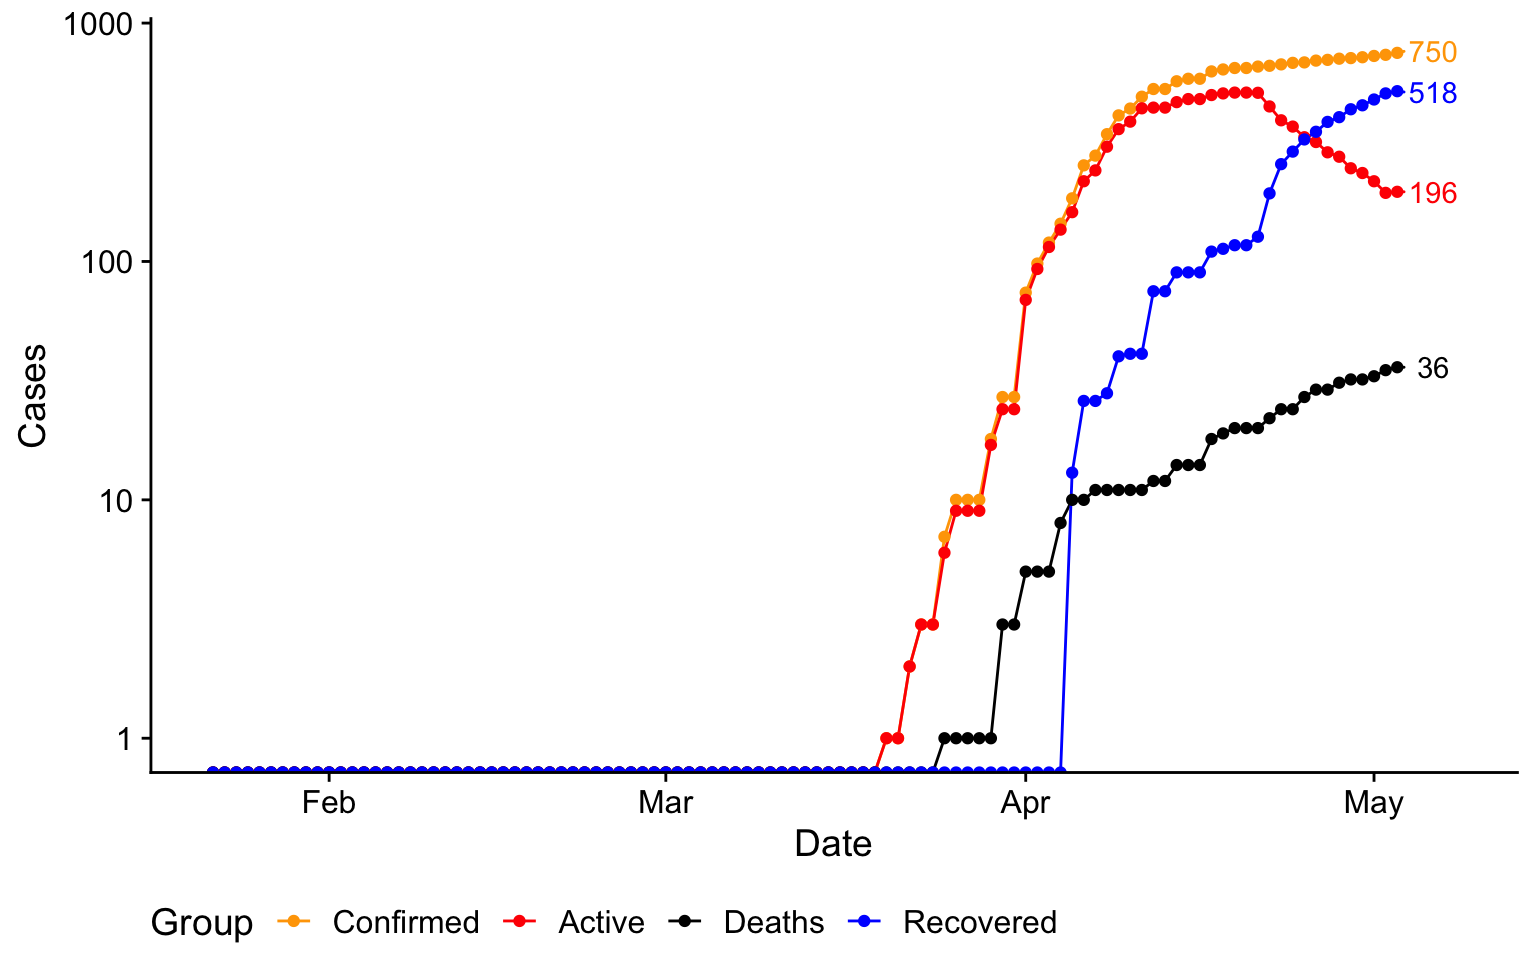 1000
750
518
196
100
36
Cases
10
1
Feb Mar Apr May
Date
Group Confirmed Active Deaths Recovered